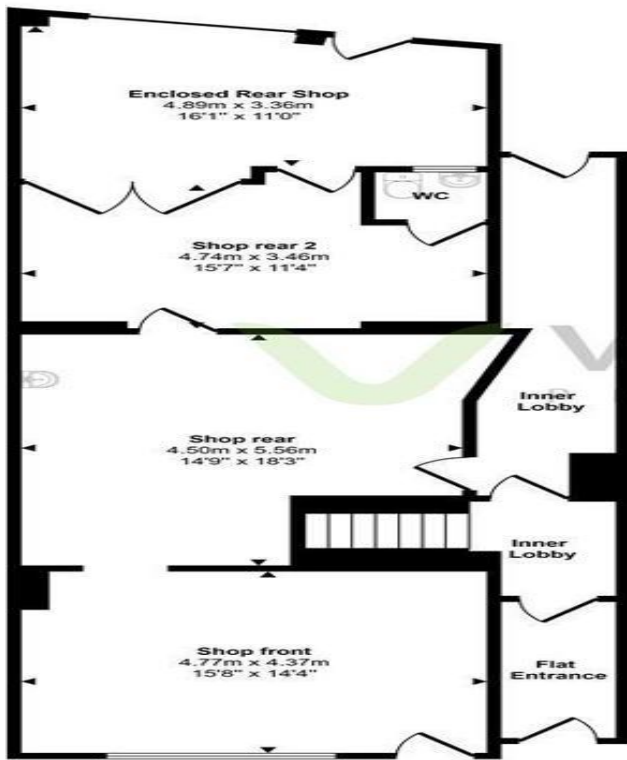 Enclosed Rear Shop
4.89m x 3.36m
16'1" x 11'0"
WC
Shop rear 2
4.74m x 3.46m
15'7" x 11'4"
Inner
Lobby
Shop rear
4.50m x 5.56m
14'9" x 18'3"
Inner
Lobby
Shop front
4.77m x 4.37m
15'8" x 14'4"
Flat
Entrance